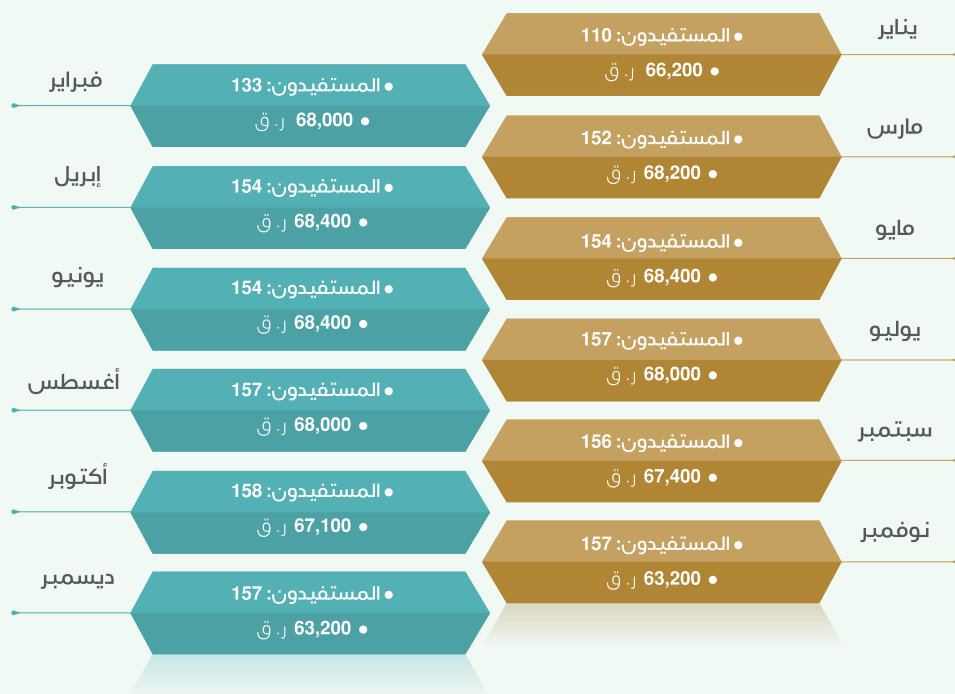 يناير
المستفيدون: 110
66,200 ر. ق
فبراير
المستفيدون: 133
68,000 ر. ق
مارس
المستفيدون: 152
68,200 ر. ق
إبريل
المستفيدون: 154
68,400 ر. ق
مايو
المستفيدون: 154
68,400 ر. ق
يونيو
المستفيدون: 154
68,400 ر. ق
يوليو
المستفيدون: 157
68,000 ر. ق
أغسطس
المستفيدون: 157
68,000 ر. ق
سبتمبر
المستفيدون: 156
67,400 ر. ق
أكتوبر
المستفيدون: 158
67,100 ر. ق
نوفمبر
المستفيدون: 157
63,200 ر. ق
ديسمبر
المستفيدون: 157
63,200 ر. ق